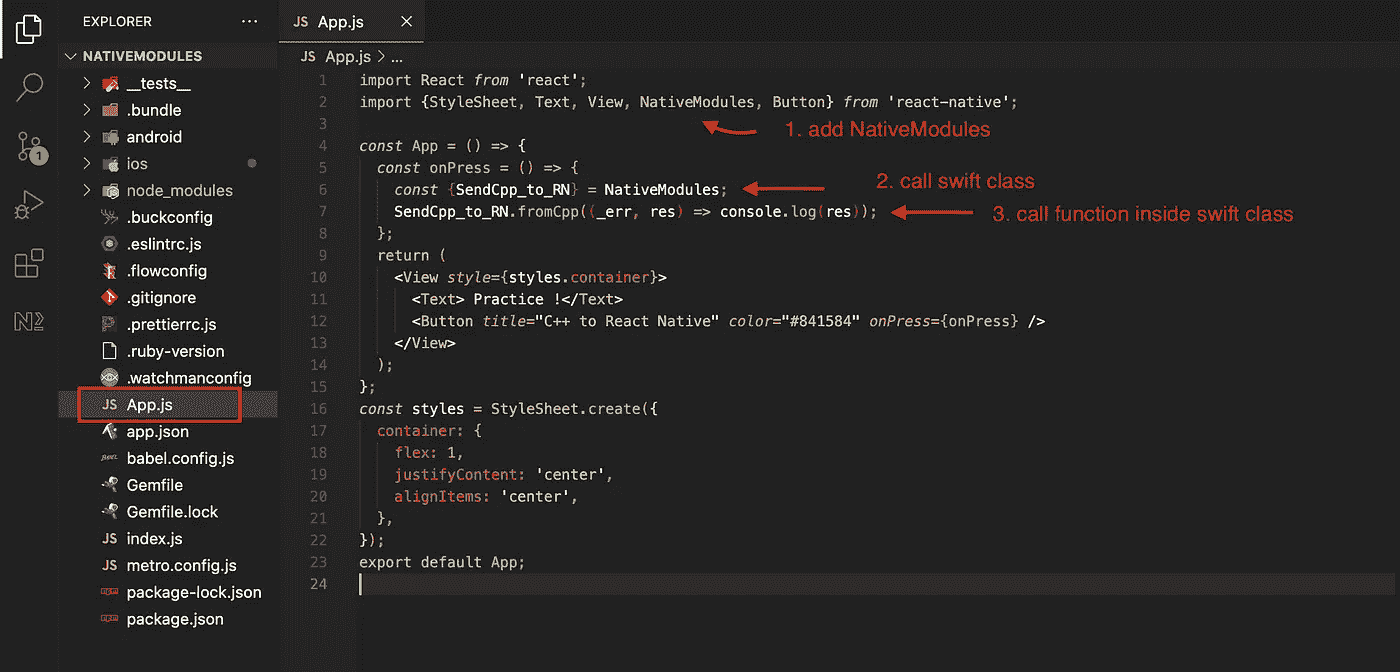 EXPLORER ...
NATIVEMODULES
__tests__
.bundle
android
ios
node_modules
.buckconfig
.eslintrc.js
.flowconfig
.gitignore
.prettierrc.js
.ruby-version
.watchmanconfig
JS App.js
app.json
babel.config.js
Gemfile
Gemfile.lock
JS index.js
JS metro.config.js
package-lock.json
package.json
1
JS App.js ×
JS App.js > ...
1 import React from 'react';
2 import {StyleSheet, Text, View, NativeModules, Button} from 'react-native';
3
1. add NativeModules
4 const App = () => {
5 const onPress = () => {
6 const {SendCpp_to_RN} = NativeModules;
2. call swift class
7 SendCpp_to_RN.fromCpp((_err, res) => console.log(res));
3. call function inside swift class
8 };
9 return (
10 <View style={styles.container}>
11 <Text> Practice !</Text>
12 <Button title="C++ to React Native" color="#841584" onPress={onPress} />
13 </View>
14 );
15 };
16 const styles = StyleSheet.create({
17 container: {
18 flex: 1,
19 justifyContent: 'center',
20 alignItems: 'center',
21 },
22 });
23 export default App;
24